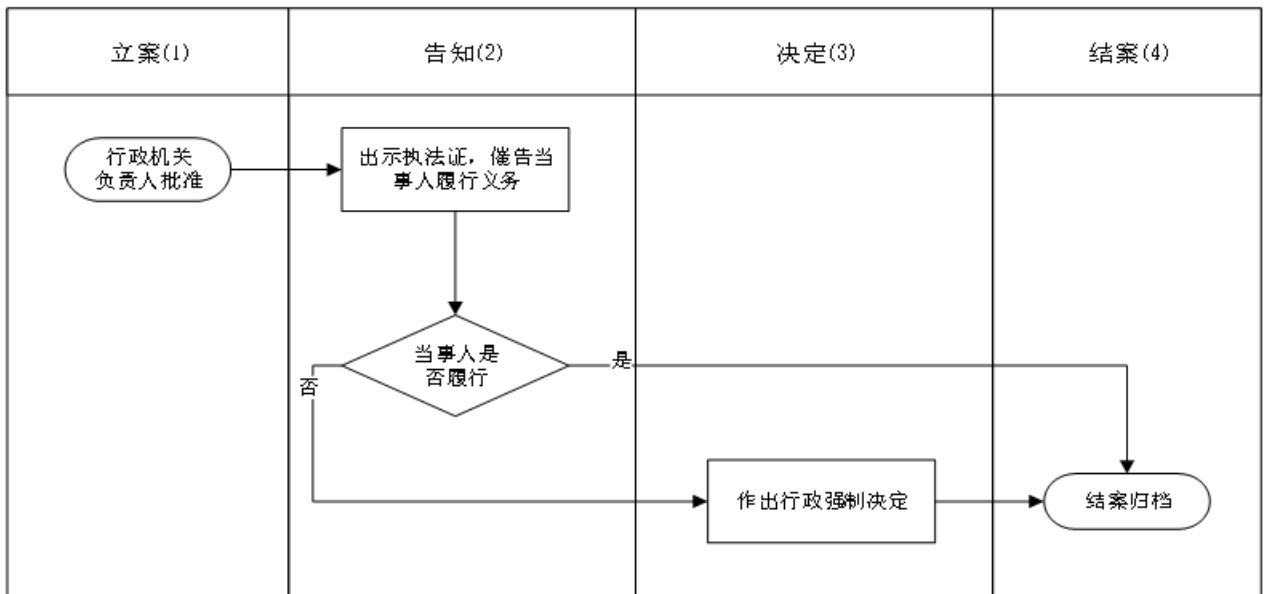 立案(1)
告知(2)
决定(3)
结案(4)
行政机关
负责人批准
出示执法证，催告当
事人履行义务
当事人是
否履行
是
否
作出行政强制决定
结案归档